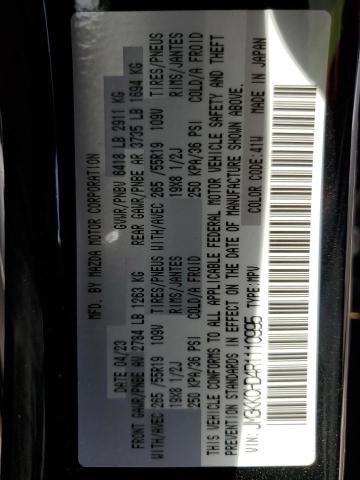 MFD. BY MAZDA MOTOR CORPORATION
DATE 04/23 GVWR/PNBV 6418 LB 2911 KG
FRONT GAWR/PNBE AV 2784 LB 1263 KG REAR GAWR/PNBE AR 3735 LB 1694 KG
WITH/AVEC 265 /55R19 109V TIRES/PNEUS WITH/AVEC 265 /55R19 109V TIRES/PNEUS
19X8 1/2J RIMS/JANTES 19X8 1/2J RIMS/JANTES
250 KPA/36 PSI COLD/A FROID 250 KPA/36 PSI COLD/A FROID
THIS VEHICLE CONFORMS TO ALL APPLICABLE FEDERAL MOTOR VEHICLE SAFETY AND THEFT
PREVENTION STANDARDS IN EFFECT ON THE DATE OF MANUFACTURE SHOWN ABOVE.
VIN: TYPE: MPV COLOR CODE: 41W MADE IN JAPAN